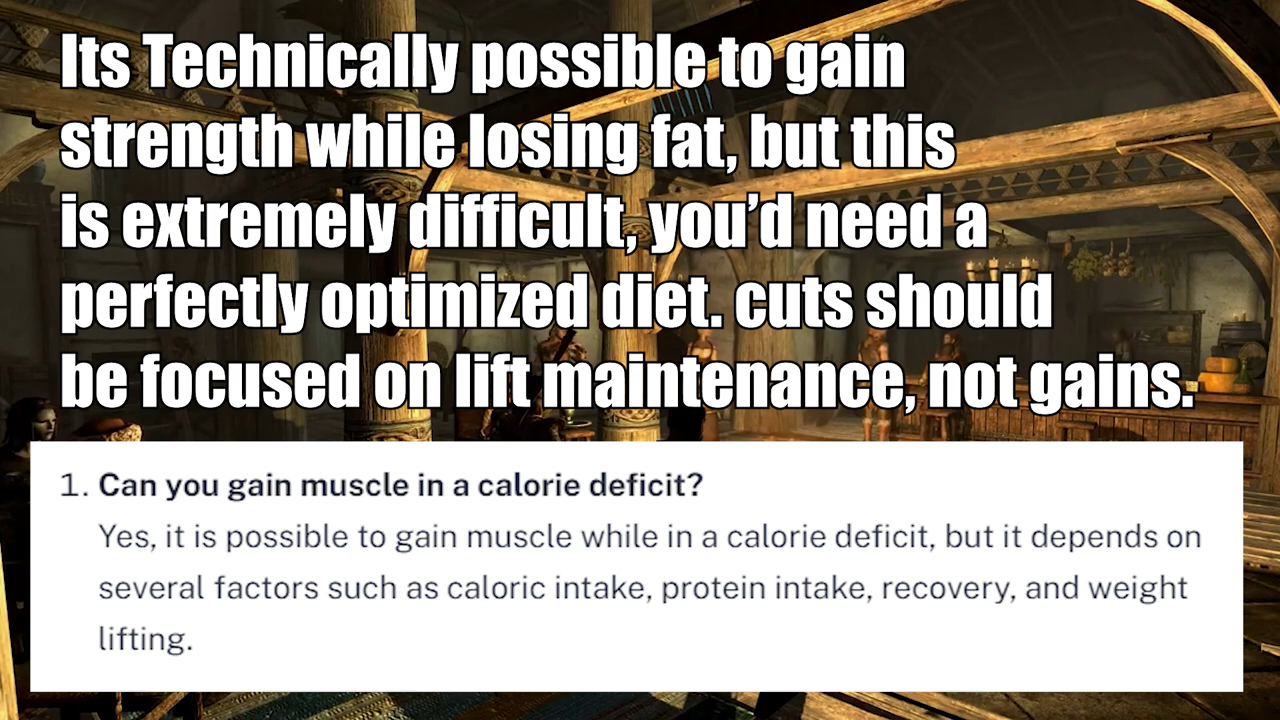 Its Technically possible to gain
strength while losing fat, but this
is extremely difficult, you’d need a
perfectly optimized diet. cuts should
be focused on lift maintenance, not gains.
1. Can you gain muscle in a calorie deficit?
Yes, it is possible to gain muscle while in a calorie deficit, but it depends on
several factors such as caloric intake, protein intake, recovery, and weight
lifting.